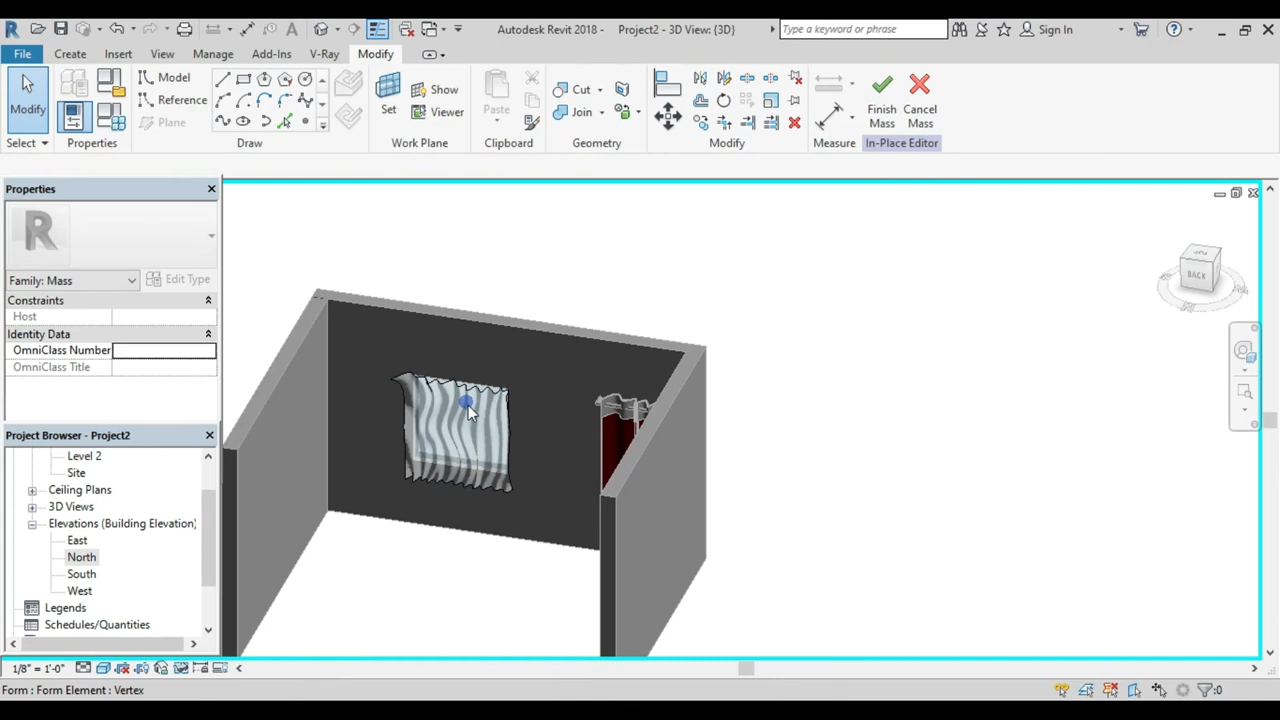 Autodesk Revit 2018 - Project2 - 3D View: {3D}
Type a keyword or phrase
Sign In
File Create Insert View Manage Add-Ins V-Ray Modify
Modify
Model
Reference
Plane
Set
Show
Viewer
Paste
Cut
Join
Finish Mass
Cancel Mass
Select Properties Draw Work Plane Clipboard Geometry Modify Measure In-Place Editor
Properties
R
Family: Mass
Edit Type
Constraints
Host
Identity Data
OmniClass Number
OmniClass Title
Project Browser - Project2
Level 2
Site
Ceiling Plans
3D Views
Elevations (Building Elevation)
East
North
South
West
Legends
Schedules/Quantities
BACK
1/8" = 1'-0"
Form : Form Element : Vertex
:0